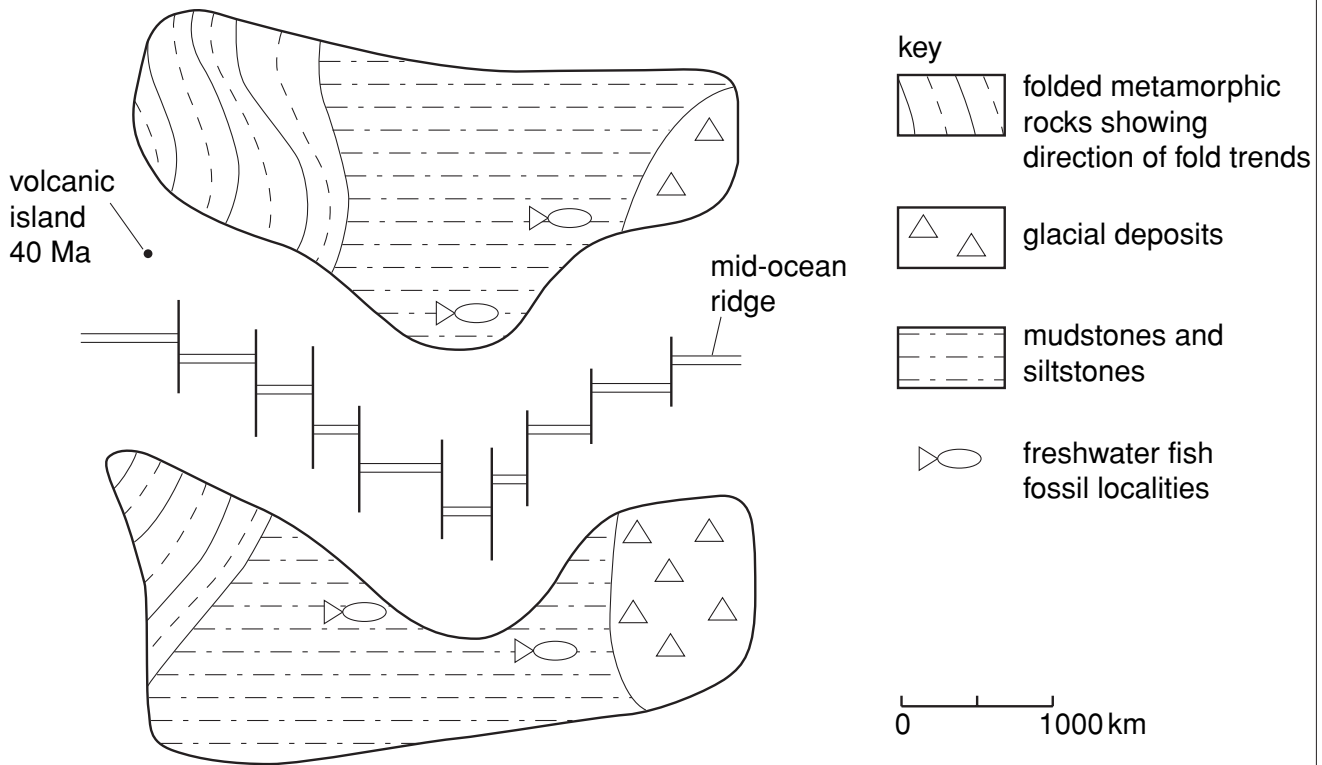 volcanic
island
40 Ma
mid-ocean
ridge
key
folded metamorphic
rocks showing
direction of fold trends
glacial deposits
mudstones and
siltstones
freshwater fish
fossil localities
0
1000 km